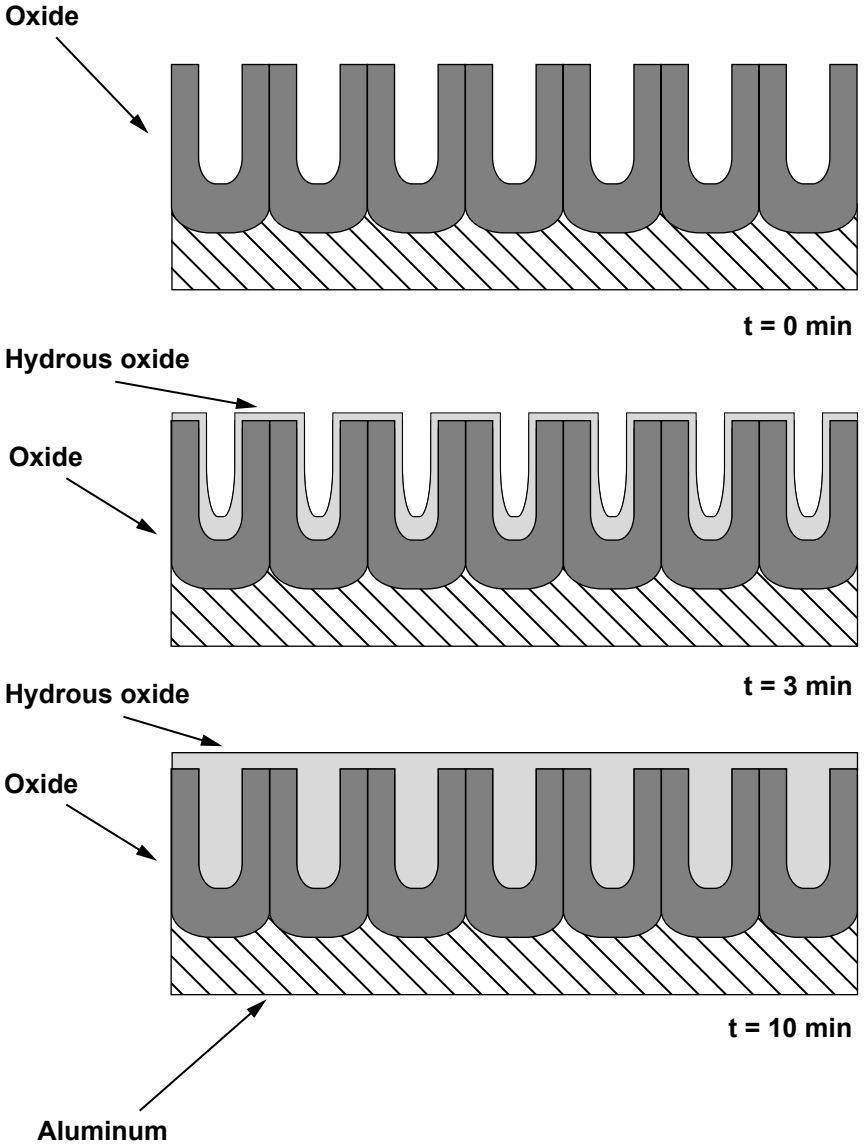 Oxide
t = 0 min
Hydrous oxide
Oxide
t = 3 min
Hydrous oxide
Oxide
t = 10 min
Aluminum